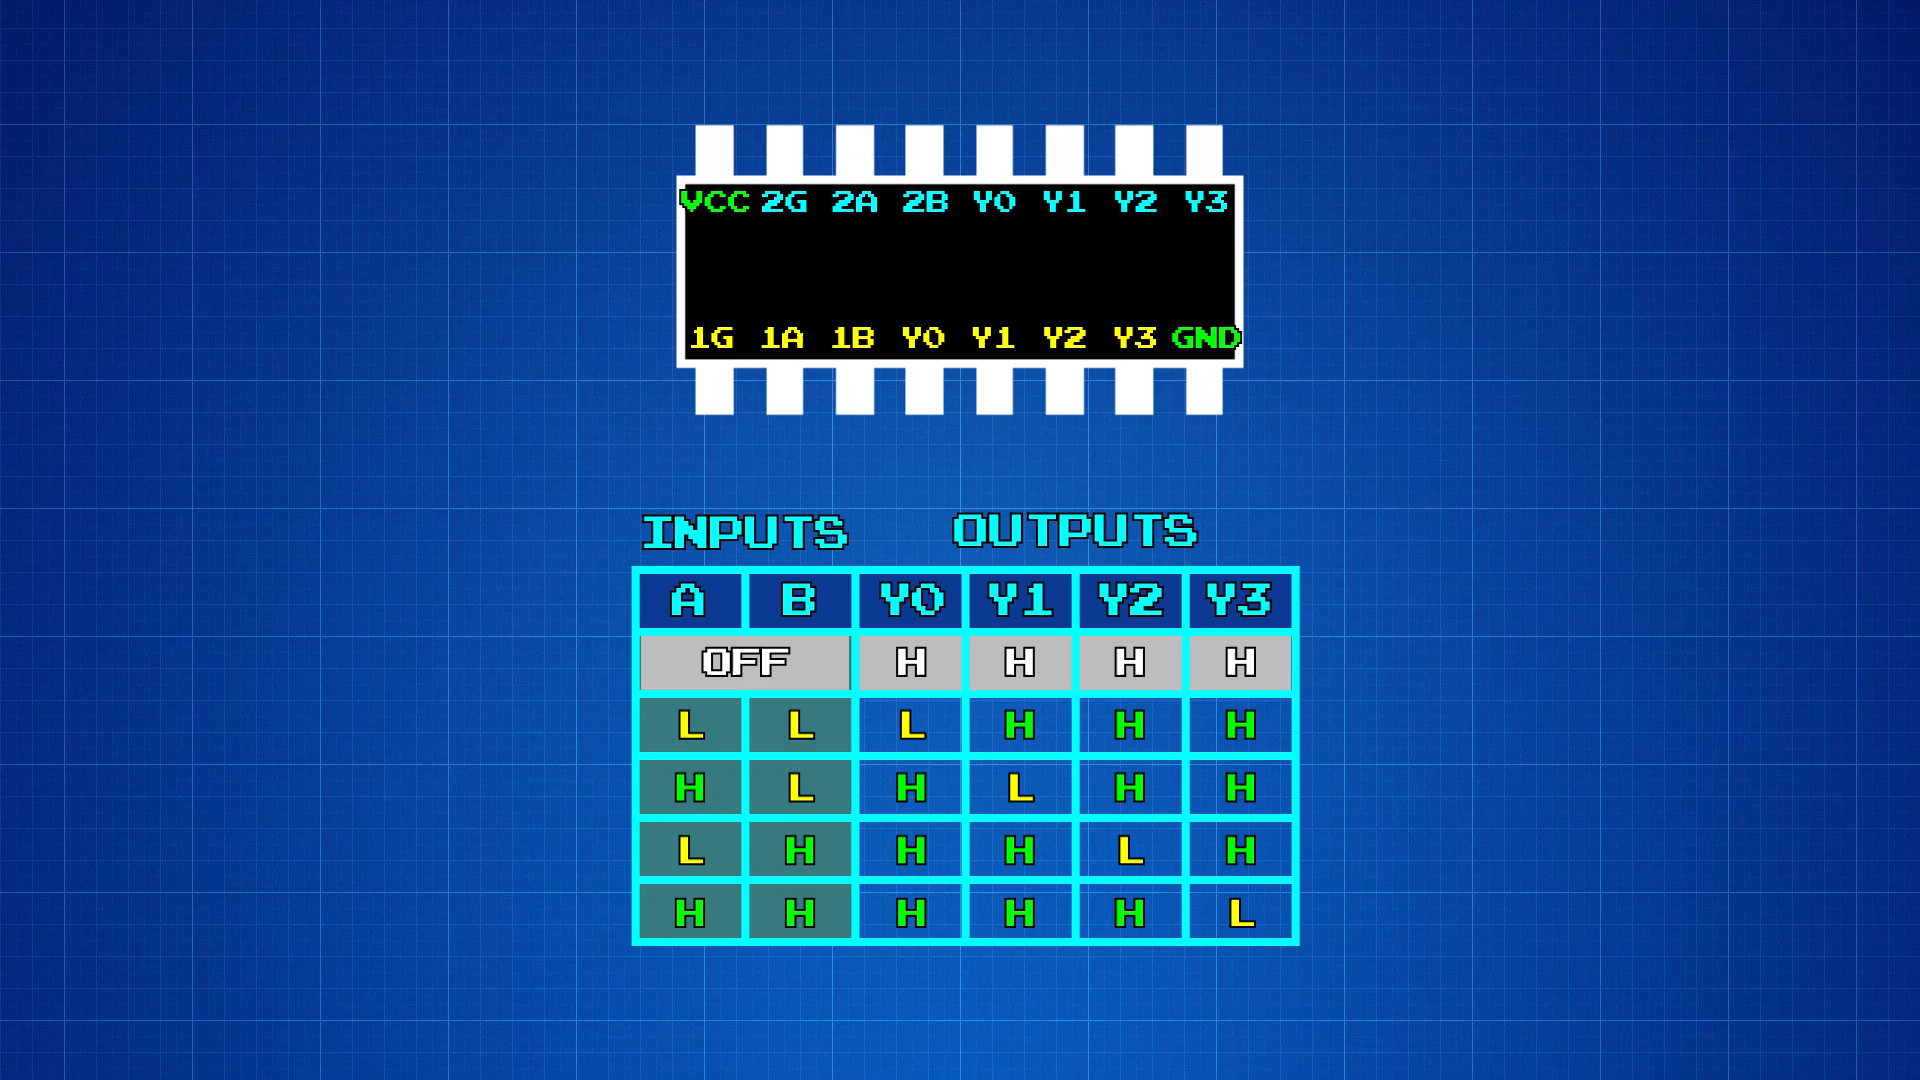 VCC 2G 2A 2B Y0 Y1 Y2 Y3
1G 1A 1B Y0 Y1 Y2 Y3 GND
INPUTS OUTPUTS
A B Y0 Y1 Y2 Y3
OFF H H H H
L L L H H H
H L H L H H
L H H H L H
H H H H H L